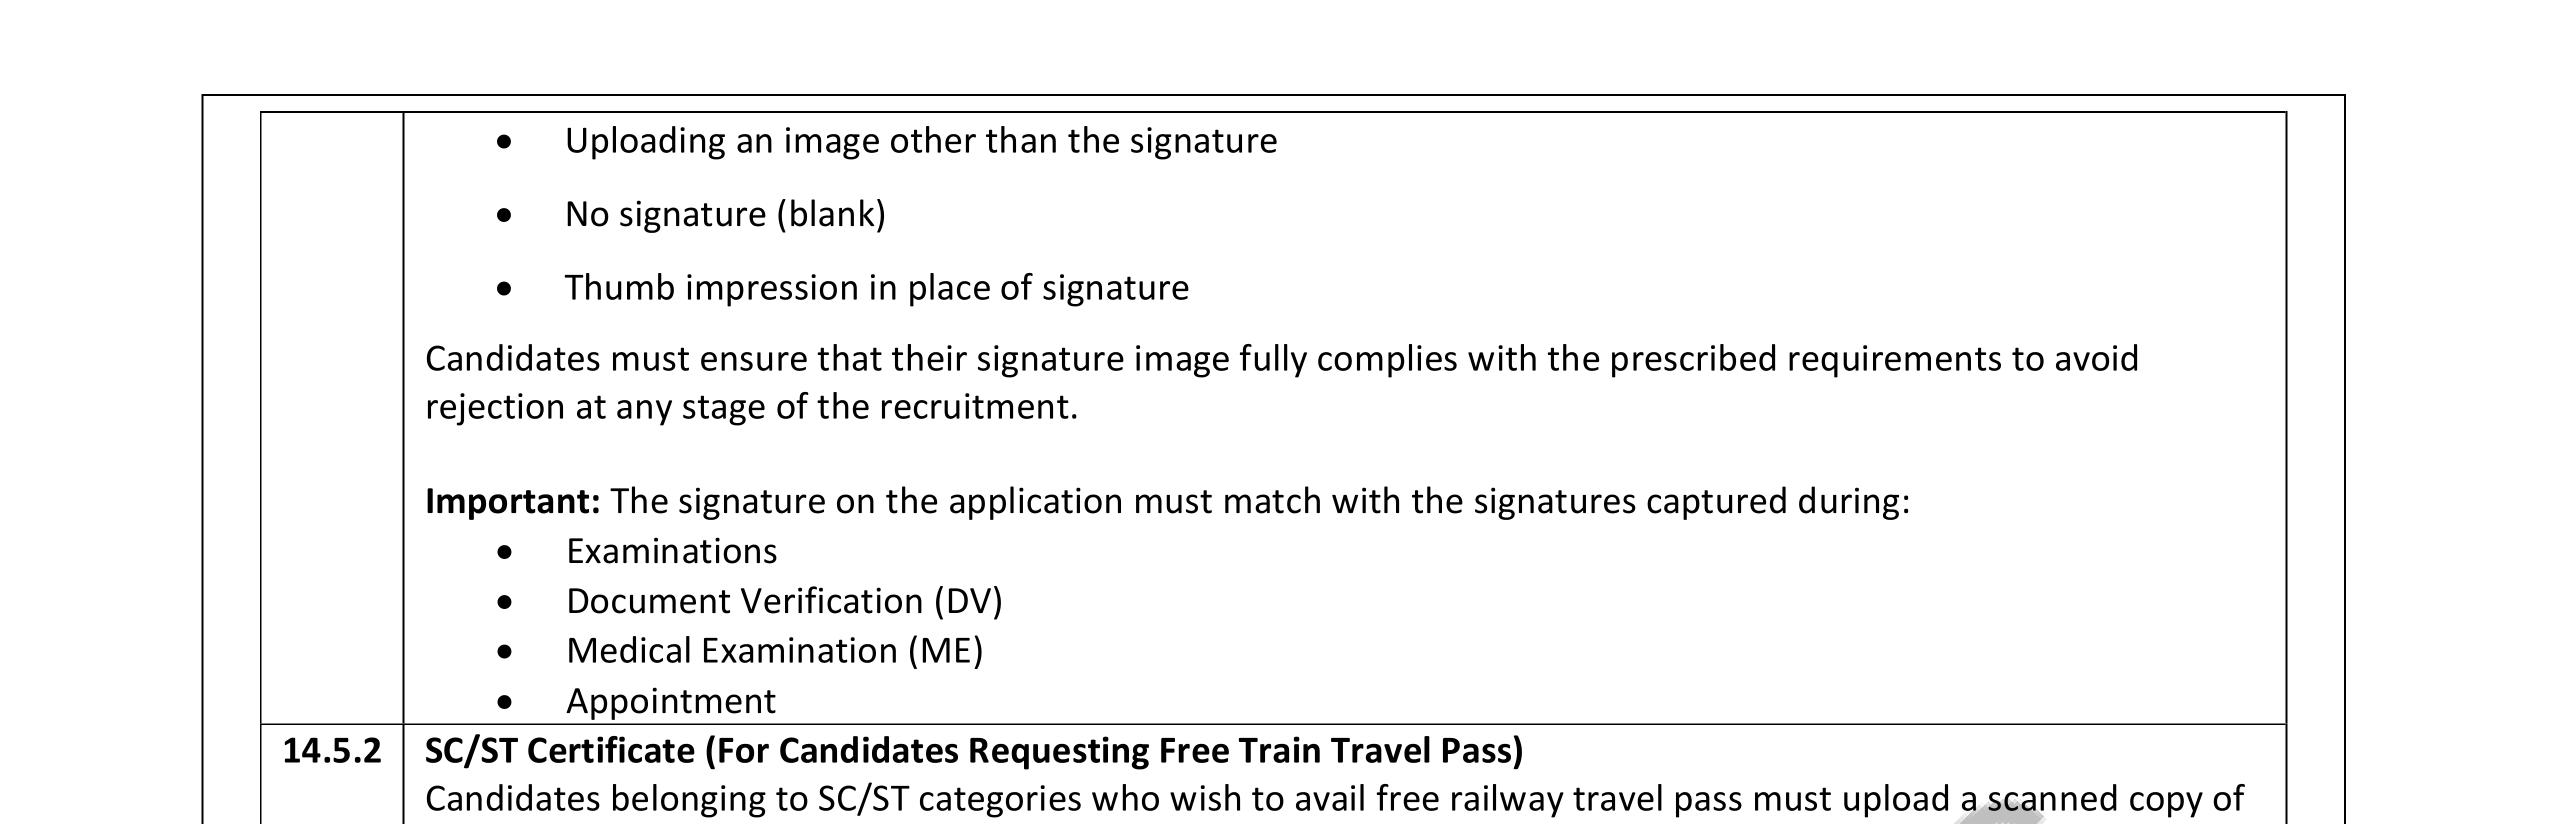 • Uploading an image other than the signature
• No signature (blank)
• Thumb impression in place of signature
Candidates must ensure that their signature image fully complies with the prescribed requirements to avoid
rejection at any stage of the recruitment.
Important: The signature on the application must match with the signatures captured during:
• Examinations
• Document Verification (DV)
• Medical Examination (ME)
• Appointment
14.5.2 SC/ST Certificate (For Candidates Requesting Free Train Travel Pass)
Candidates belonging to SC/ST categories who wish to avail free railway travel pass must upload a scanned copy of